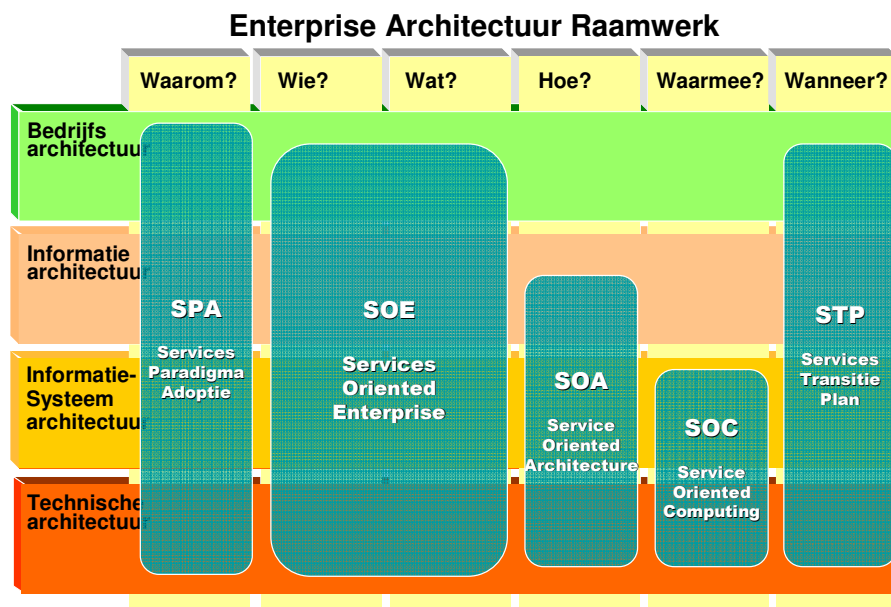 Enterprise Architectuur Raamwerk
Waarom?
Wie?
Wat?
Hoe?
Waarmee?
Wanneer?
Bedrijfs
architectuur
Informatie
architectuur
Informatie-
Systeem
architectuur
Technische
architectuur
SPA
Services
Paradigma
Adoptie
SOE
Services
Oriented
Enterprise
SOA
Service
Oriented
Architecture
SOC
Service
Oriented
Computing
STP
Services
Transitie
Plan